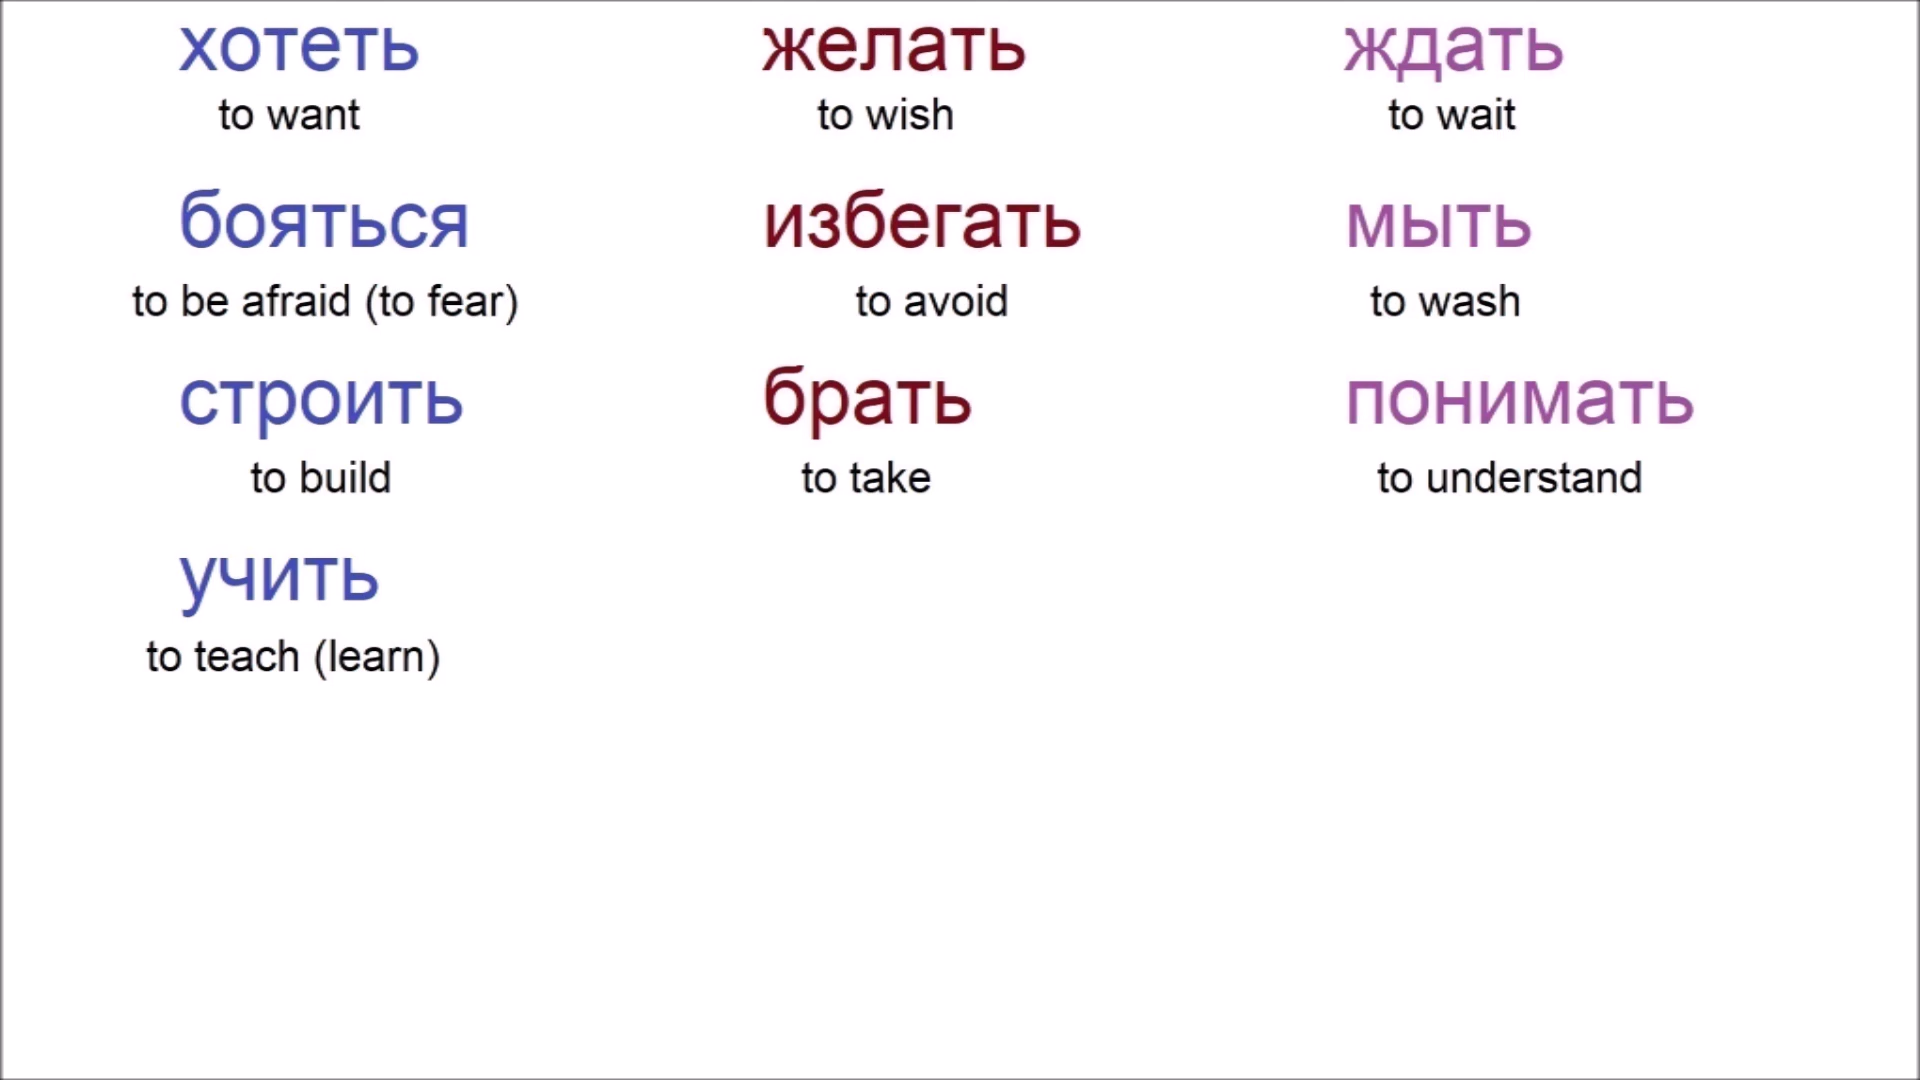 хотеть желать ждать
to want to wish to wait
бояться избегать мыть
to be afraid (to fear) to avoid to wash
строить брать понимать
to build to take to understand
учить
to teach (learn)